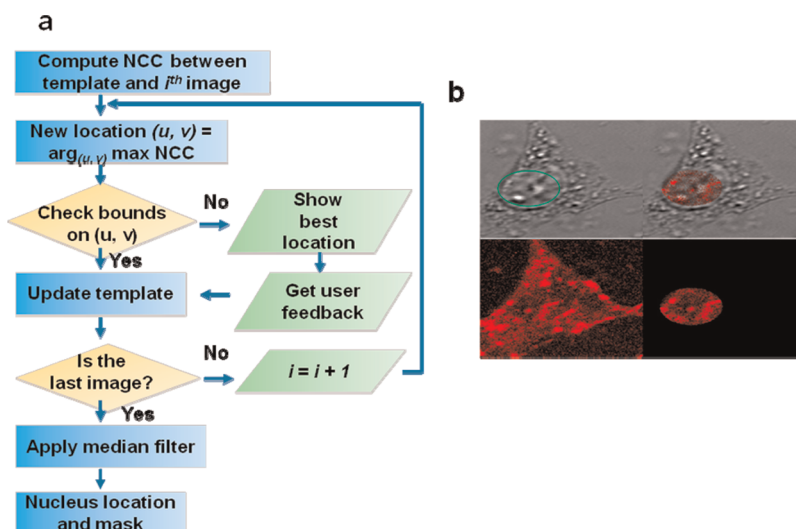 a
Compute NCC between
template and ith image
New location (u, v) =
arg(u, v) max NCC
Check bounds
on (u, v)
No
Show
best
location
Yes
Update template
Get user
feedback
Is the
last image?
No
i = i + 1
Yes
Apply median filter
Nucleus location
and mask
b